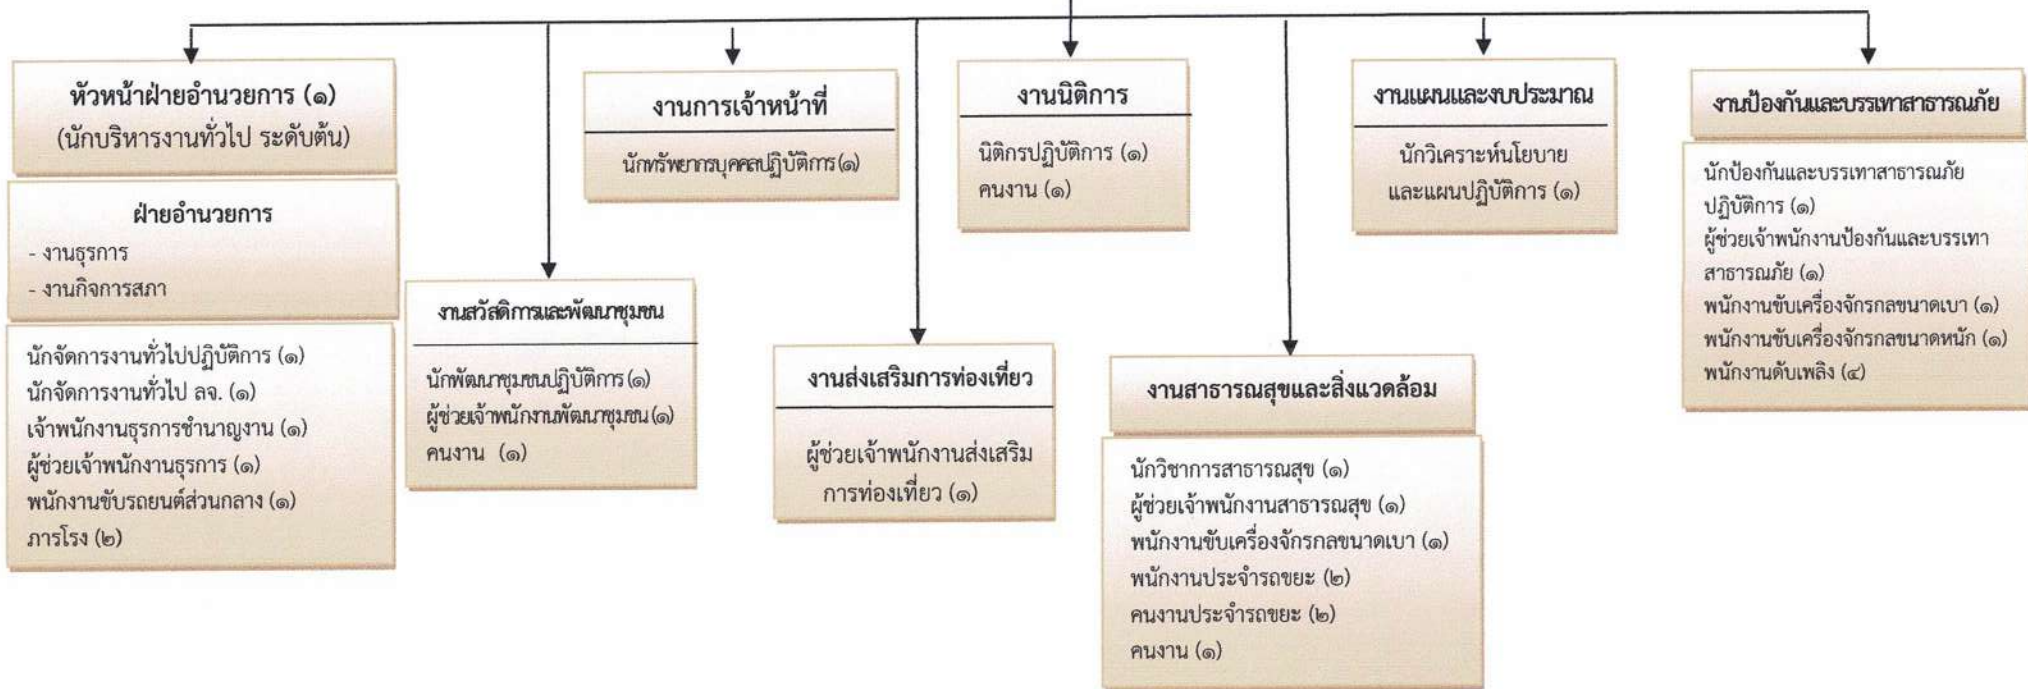 หัวหน้าฝ่ายอำนวยการ (๑)
(นักบริหารงานทั่วไป ระดับต้น)
ฝ่ายอำนวยการ
- งานธุรการ
- งานกิจการสภา
นักจัดการงานทั่วไปปฏิบัติการ (๑)
นักจัดการงานทั่วไป ลจ. (๑)
เจ้าพนักงานธุรการชำนาญงาน (๑)
ผู้ช่วยเจ้าพนักงานธุรการ (๑)
พนักงานขับรถยนต์ส่วนกลาง (๑)
ภารโรง (๒)
งานสวัสดิการและพัฒนาชุมชน
นักพัฒนาชุมชนปฏิบัติการ (๑)
ผู้ช่วยเจ้าพนักงานพัฒนาชุมชน (๑)
คนงาน (๑)
งานการเจ้าหน้าที่
นักทรัพยากรบุคคลปฏิบัติการ (๑)
งานส่งเสริมการท่องเที่ยว
ผู้ช่วยเจ้าพนักงานส่งเสริม
การท่องเที่ยว (๑)
งานนิติการ
นิติกรปฏิบัติการ (๑)
คนงาน (๑)
งานสาธารณสุขและสิ่งแวดล้อม
นักวิชาการสาธารณสุข (๑)
ผู้ช่วยเจ้าพนักงานสาธารณสุข (๑)
พนักงานขับเครื่องจักรกลขนาดเบา (๑)
พนักงานประจำรถขยะ (๒)
คนงานประจำรถขยะ (๒)
คนงาน (๑)
งานแผนและงบประมาณ
นักวิเคราะห์นโยบาย
และแผนปฏิบัติการ (๑)
งานป้องกันและบรรเทาสาธารณภัย
นักป้องกันและบรรเทาสาธารณภัย
ปฏิบัติการ (๑)
ผู้ช่วยเจ้าพนักงานป้องกันและบรรเทา
สาธารณภัย (๑)
พนักงานขับเครื่องจักรกลขนาดเบา (๑)
พนักงานขับเครื่องจักรกลขนาดหนัก (๑)
พนักงานดับเพลิง (๔)